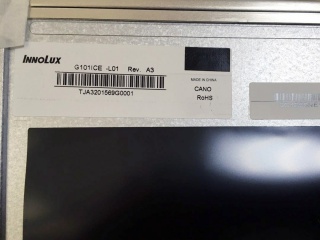 INNOLUX
G101ICE -L01 Rev. A3
TJA3201569G0001
MADE IN CHINA
CANO
RoHS